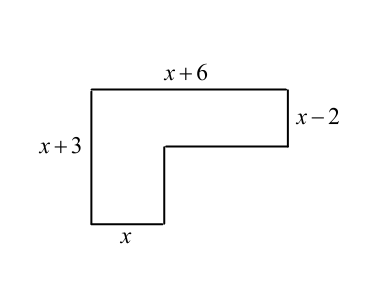 x + 6
x − 2
x + 3
x